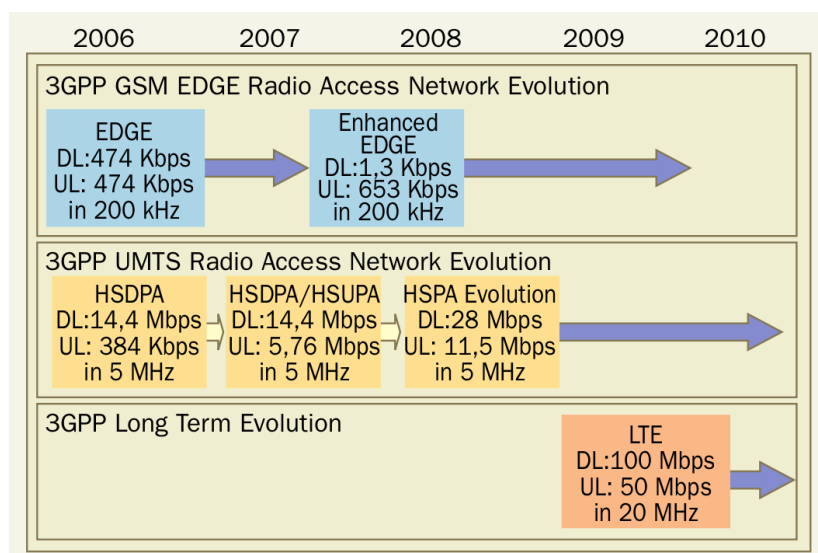 2006 2007 2008 2009 2010
3GPP GSM EDGE Radio Access Network Evolution
EDGE
DL:474 Kbps
UL: 474 Kbps
in 200 kHz
Enhanced
EDGE
DL:1,3 Kbps
UL: 653 Kbps
in 200 kHz
3GPP UMTS Radio Access Network Evolution
HSDPA
DL:14,4 Mbps
UL: 384 Kbps
in 5 MHz
HSDPA/HSUPA
DL:14,4 Mbps
UL: 5,76 Mbps
in 5 MHz
HSPA Evolution
DL:28 Mbps
UL: 11,5 Mbps
in 5 MHz
3GPP Long Term Evolution
LTE
DL:100 Mbps
UL: 50 Mbps
in 20 MHz